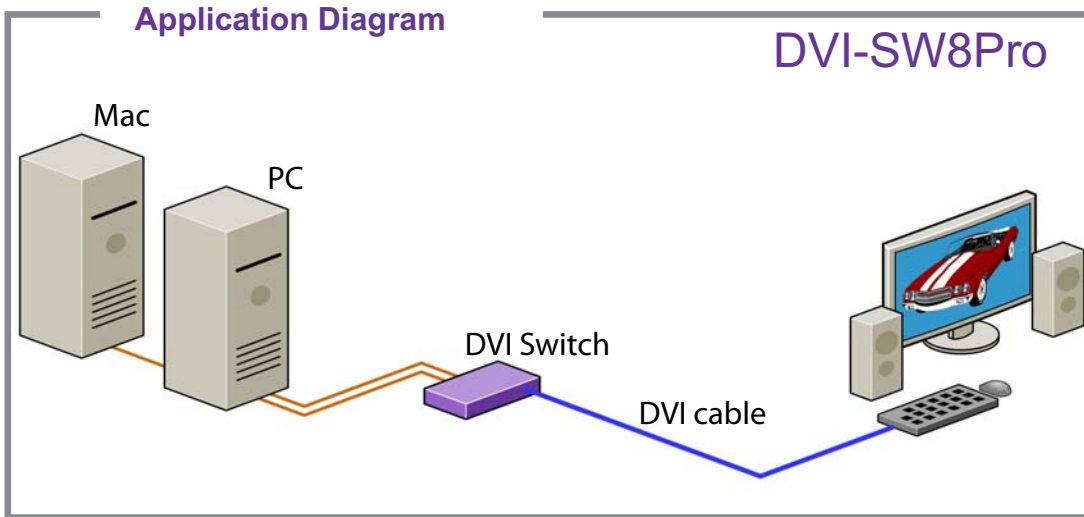 Application Diagram
DVI-SW8Pro
Mac
PC
DVI Switch
DVI cable